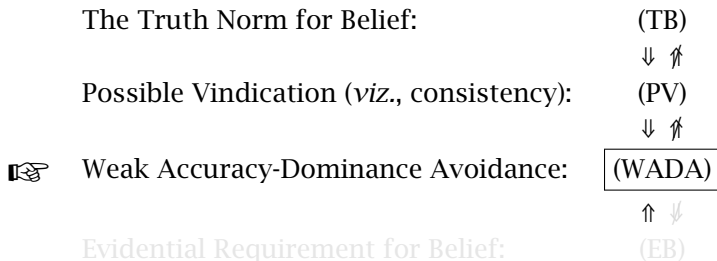 The Truth Norm for Belief: (TB)
⇓ ⇑̸
Possible Vindication (viz., consistency): (PV)
⇓ ⇑̸
☞ Weak Accuracy-Dominance Avoidance: (WADA)
⇑ ⇓̸
Evidential Requirement for Belief: (EB)